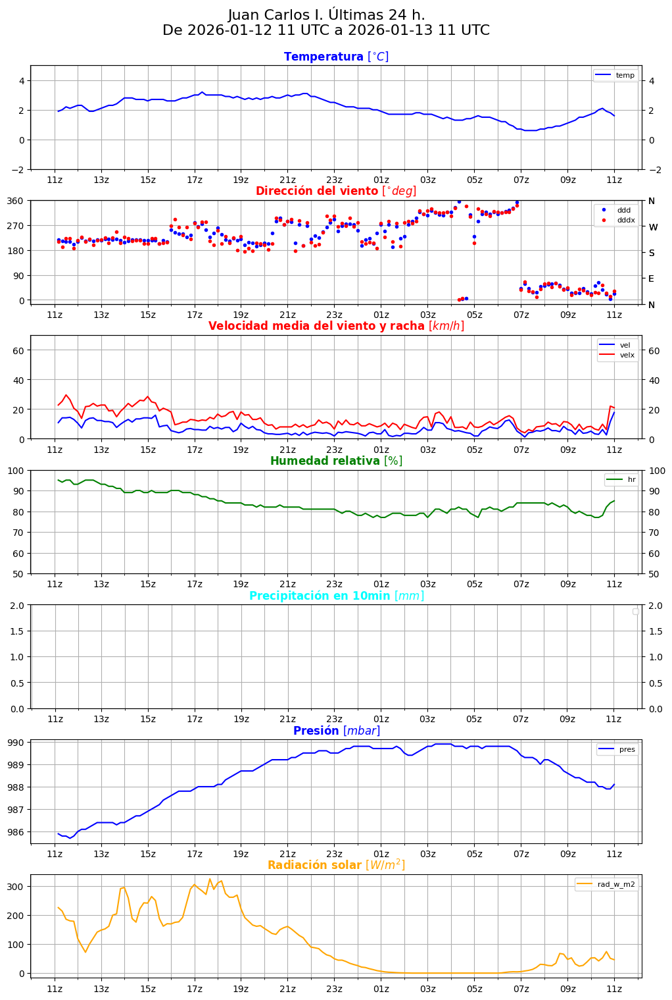 Juan Carlos I. Últimas 24 h.
De 2026-01-12 11 UTC a 2026-01-13 11 UTC
Temperatura [°C]
temp
4 4
2 2
0 0
−2 −2
11z 13z 15z 17z 19z 21z 23z 01z 03z 05z 07z 09z 11z
Dirección del viento [°deg]
ddd
dddx
360 N
270 W
180 S
90 E
0 N
11z 13z 15z 17z 19z 21z 23z 01z 03z 05z 07z 09z 11z
Velocidad media del viento y racha [km/h]
vel
velx
60 60
40 40
20 20
0 0
11z 13z 15z 17z 19z 21z 23z 01z 03z 05z 07z 09z 11z
Humedad relativa [%]
hr
100 100
90 90
80 80
70 70
60 60
50 50
11z 13z 15z 17z 19z 21z 23z 01z 03z 05z 07z 09z 11z
Precipitación en 10min [mm]
2.0 2.0
1.5 1.5
1.0 1.0
0.5 0.5
0.0 0.0
11z 13z 15z 17z 19z 21z 23z 01z 03z 05z 07z 09z 11z
Presión [mbar]
pres
990
989
988
987
986
11z 13z 15z 17z 19z 21z 23z 01z 03z 05z 07z 09z 11z
Radiación solar [W/m²]
rad_w_m2
300
200
100
0
11z 13z 15z 17z 19z 21z 23z 01z 03z 05z 07z 09z 11z